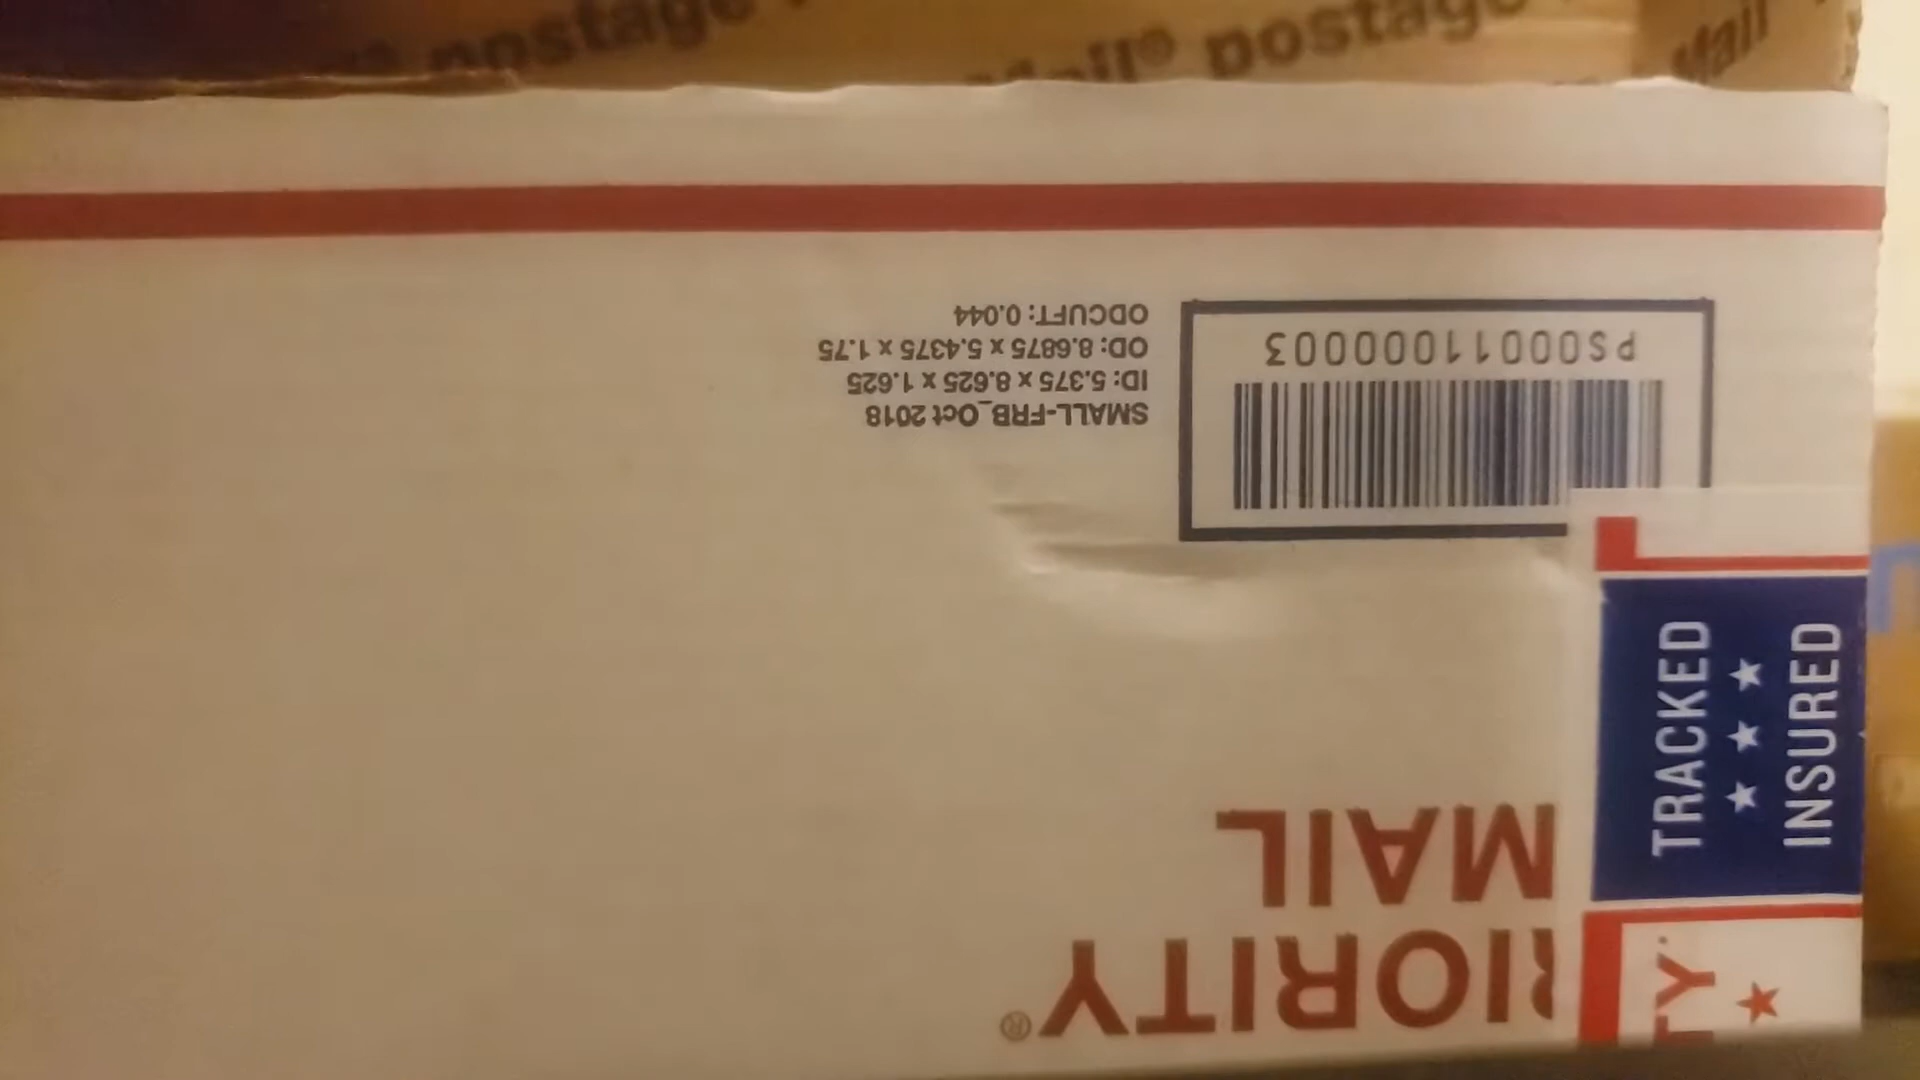 postage
Mail® postage
Mail
RIORITY®
MAIL
PS00011000003
SMALL-FRB_Oct 2018
ID: 5.375 x 8.625 x 1.625
OD: 8.6875 x 5.4375 x 1.75
ODCUFT: 0.044
TRACKED
★ ★ ★
INSURED
TY
★